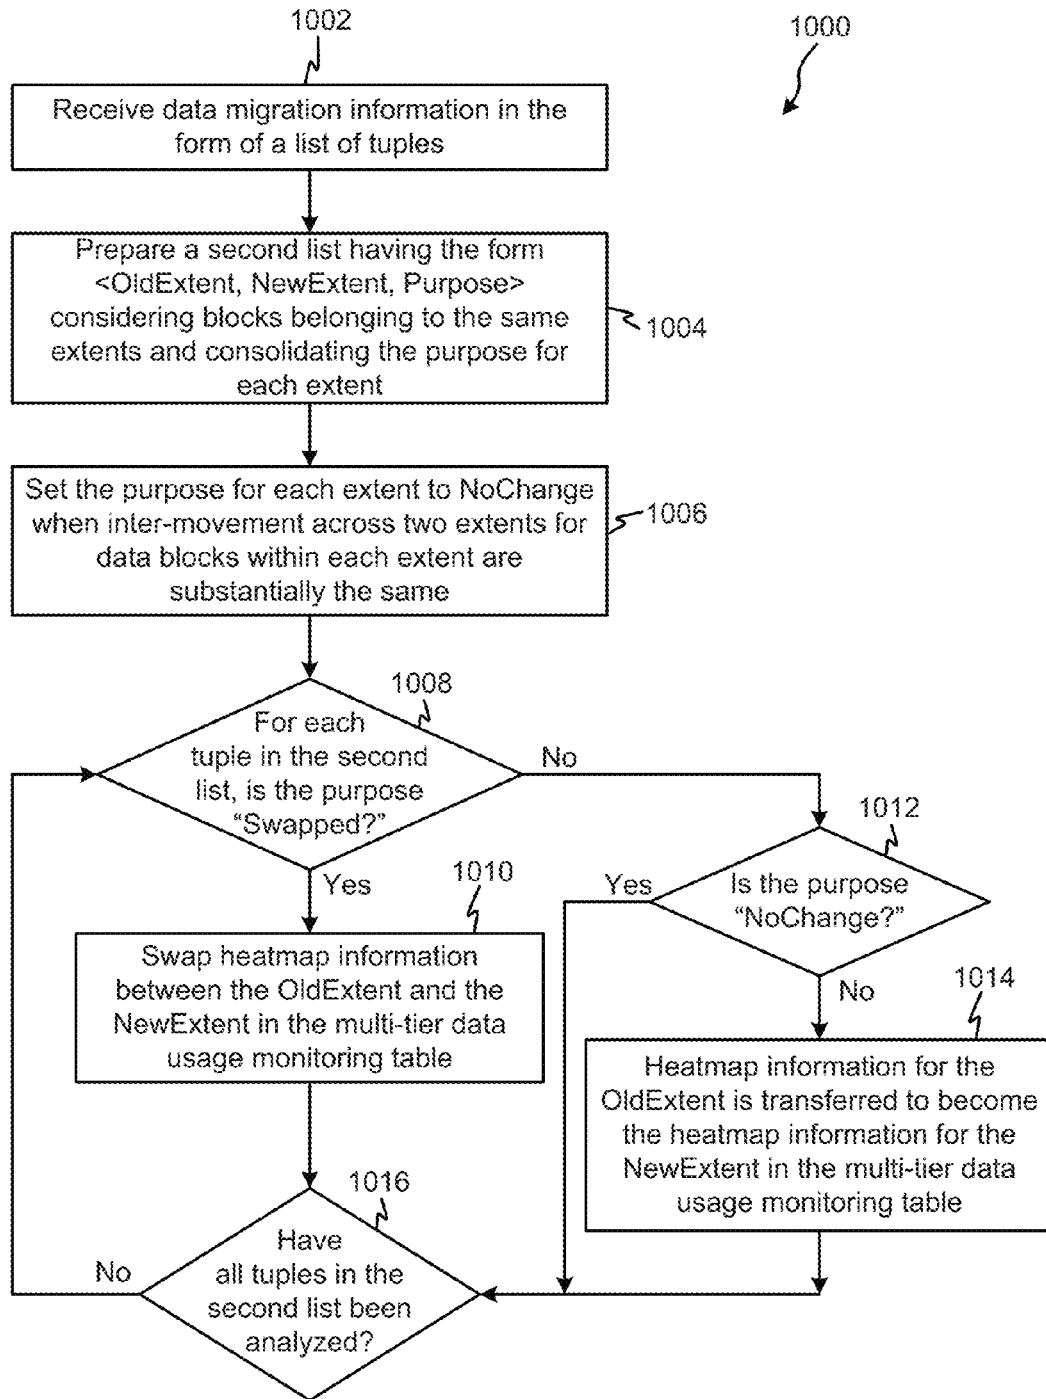 1002
1000
Receive data migration information in the
form of a list of tuples
Prepare a second list having the form
<OldExtent, NewExtent, Purpose>
considering blocks belonging to the same
extents and consolidating the purpose for
each extent
1004
Set the purpose for each extent to NoChange
when inter-movement across two extents for
data blocks within each extent are
substantially the same
1006
1008
For each
tuple in the second
list, is the purpose
“Swapped?”
No
Yes
1012
Is the purpose
“NoChange?”
Yes
No
1010
Swap heatmap information
between the OldExtent and the
NewExtent in the multi-tier data
usage monitoring table
1014
Heatmap information for the
OldExtent is transferred to become
the heatmap information for the
NewExtent in the multi-tier data
usage monitoring table
1016
Have
all tuples in the
second list been
analyzed?
No